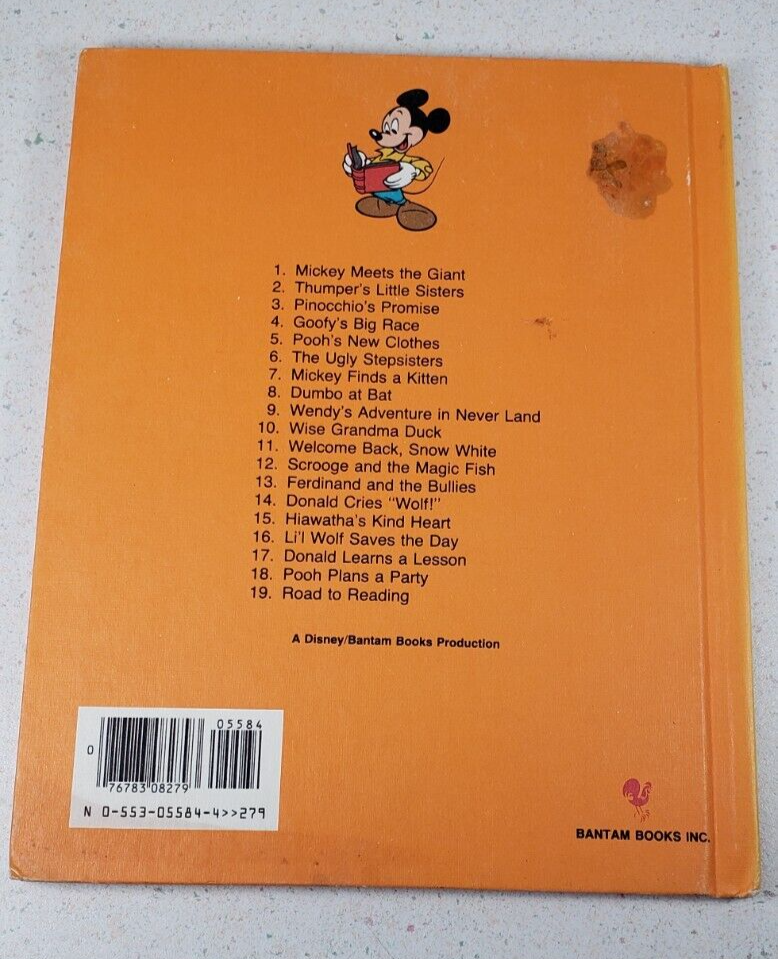 1. Mickey Meets the Giant
2. Thumper's Little Sisters
3. Pinocchio's Promise
4. Goofy's Big Race
5. Pooh's New Clothes
6. The Ugly Stepsisters
7. Mickey Finds a Kitten
8. Dumbo at Bat
9. Wendy's Adventure in Never Land
10. Wise Grandma Duck
11. Welcome Back, Snow White
12. Scrooge and the Magic Fish
13. Ferdinand and the Bullies
14. Donald Cries "Wolf!"
15. Hiawatha's Kind Heart
16. Li'l Wolf Saves the Day
17. Donald Learns a Lesson
18. Pooh Plans a Party
19. Road to Reading
A Disney/Bantam Books Production
05584
0
76783 08279
N 0-553-05584-4>>279
BANTAM BOOKS INC.